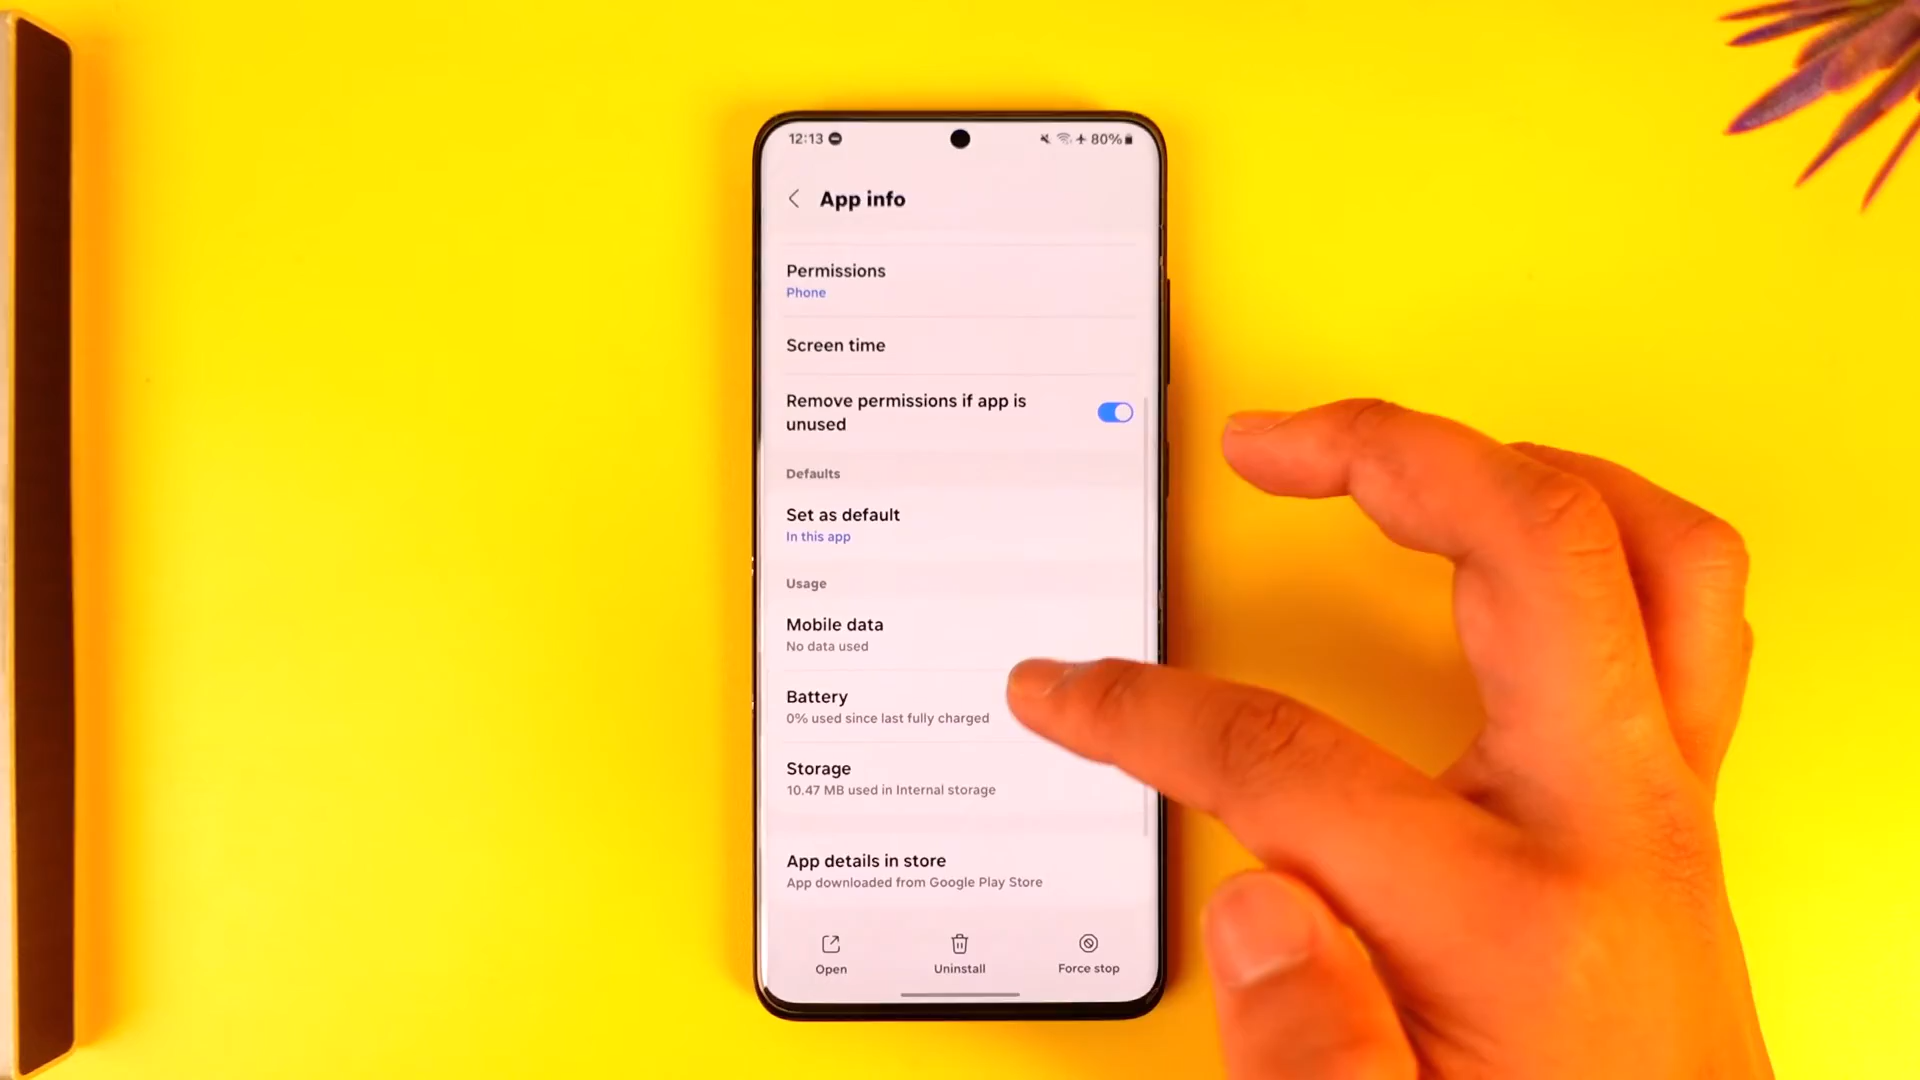 12:13
80%
App info
Permissions
Phone
Screen time
Remove permissions if app is
unused
Defaults
Set as default
In this app
Usage
Mobile data
No data used
Battery
0% used since last fully charged
Storage
10.47 MB used in Internal storage
App details in store
App downloaded from Google Play Store
Open
Uninstall
Force stop